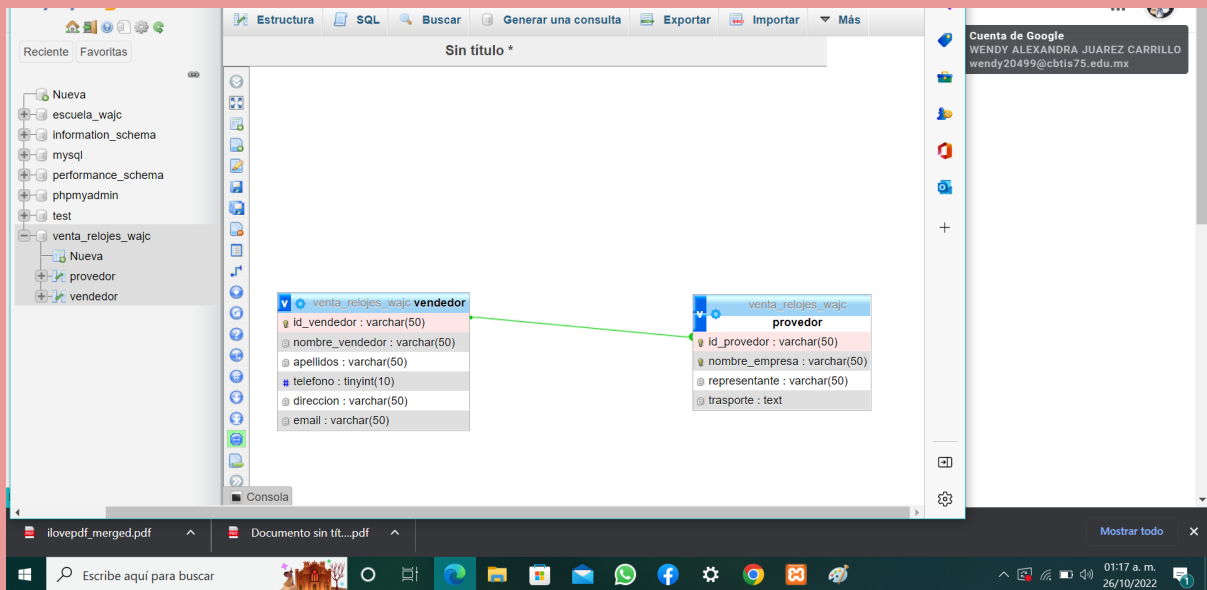 Estructura SQL Buscar Generar una consulta Exportar Importar Más
Reciente Favoritas
Sin título *
Nueva
escuela_wajc
information_schema
mysql
performance_schema
phpmyadmin
test
venta_relojes_wajc
Nueva
provedor
vendedor
v venta_relojes_wajc vendedor
id_vendedor : varchar(50)
nombre_vendedor : varchar(50)
apellidos : varchar(50)
# telefono : tinyint(10)
direccion : varchar(50)
email : varchar(50)
v venta_relojes_wajc
provedor
id_provedor : varchar(50)
nombre_empresa : varchar(50)
representante : varchar(50)
trasporte : text
Consola
Cuenta de Google
WENDY ALEXANDRA JUAREZ CARRILLO
wendy20499@cbtis75.edu.mx
ilovepdf_merged.pdf Documento sin tít....pdf Mostrar todo
Escribe aquí para buscar
01:17 a. m.
26/10/2022
1